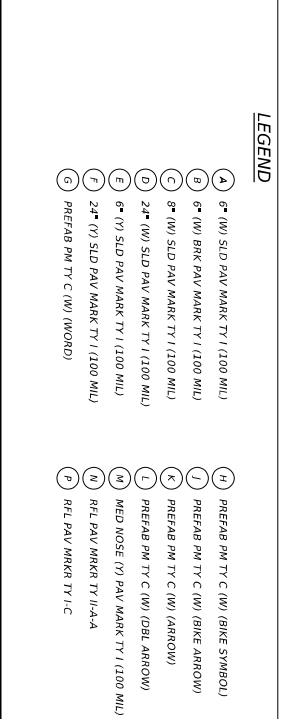 LEGEND
A 6" (W) SLD PAV MARK TY I (100 MIL)
B 6" (W) BRK PAV MARK TY I (100 MIL)
C 8" (W) SLD PAV MARK TY I (100 MIL)
D 24" (W) SLD PAV MARK TY I (100 MIL)
E 6" (Y) SLD PAV MARK TY I (100 MIL)
F 24" (Y) SLD PAV MARK TY I (100 MIL)
G PREFAB PM TY C (W) (WORD)
H PREFAB PM TY C (W) (BIKE SYMBOL)
J PREFAB PM TY C (W) (BIKE ARROW)
K PREFAB PM TY C (W) (ARROW)
L PREFAB PM TY C (W) (DBL ARROW)
M MED NOSE (Y) PAV MARK TY I (100 MIL)
N RFL PAV MRKR TY II-A-A
P RFL PAV MRKR TY I-C